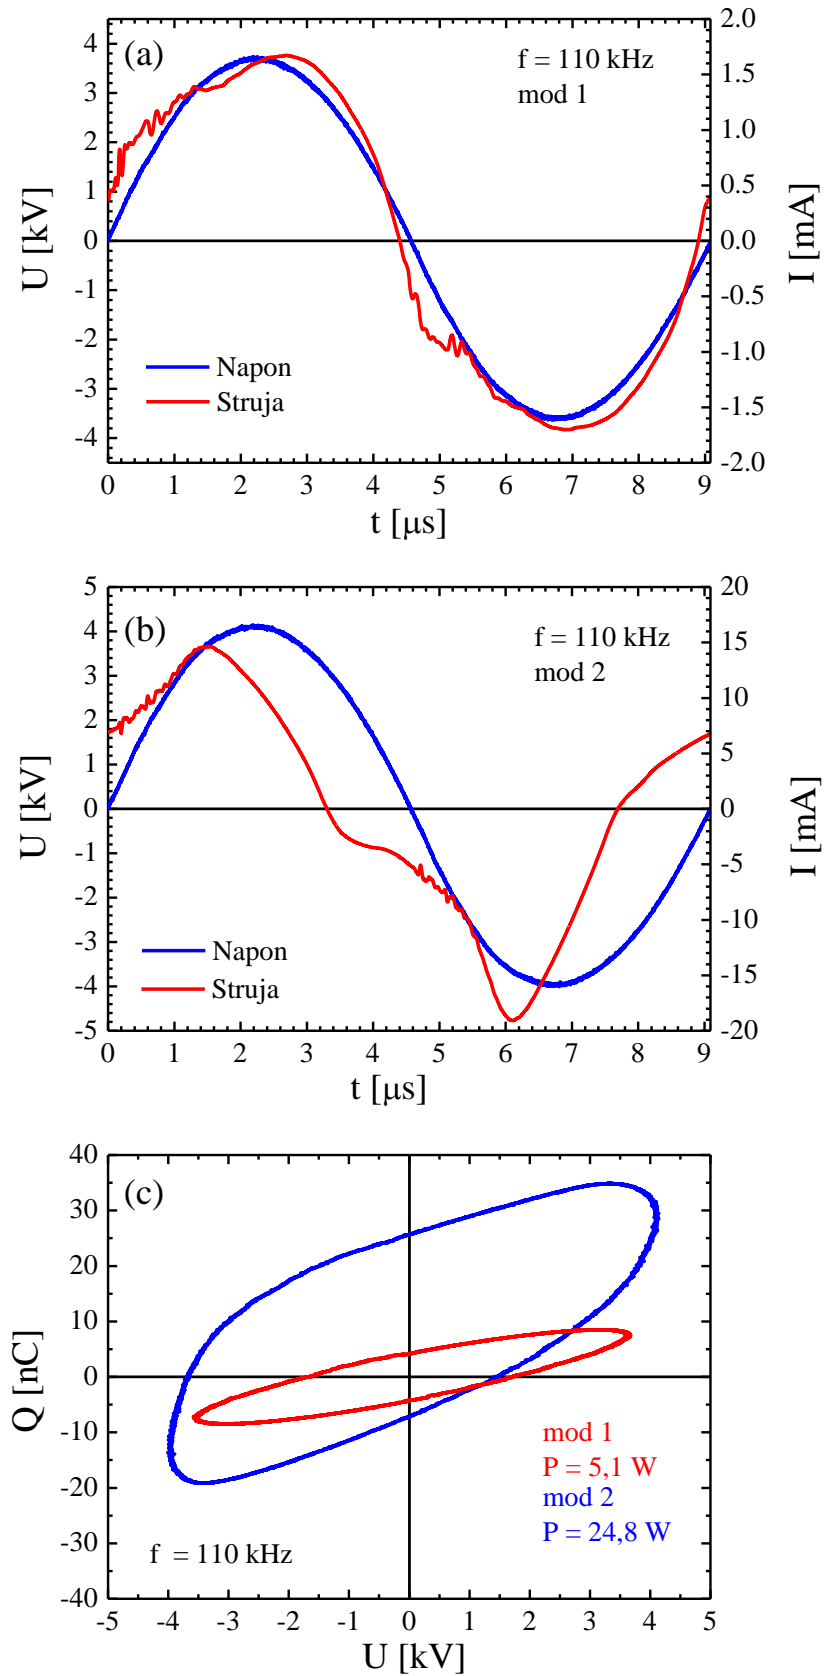 (a)
f = 110 kHz
mod 1
U [kV]
4
3
2
1
0
-1
-2
-3
-4
I [mA]
2.0
1.5
1.0
0.5
0.0
-0.5
-1.0
-1.5
-2.0
Napon
Struja
0 1 2 3 4 5 6 7 8 9
t [μs]
(b)
f = 110 kHz
mod 2
U [kV]
5
4
3
2
1
0
-1
-2
-3
-4
-5
I [mA]
20
15
10
5
0
-5
-10
-15
-20
Napon
Struja
0 1 2 3 4 5 6 7 8 9
t [μs]
(c)
Q [nC]
40
30
20
10
0
-10
-20
-30
-40
mod 1
P = 5,1 W
mod 2
P = 24,8 W
f = 110 kHz
-5 -4 -3 -2 -1 0 1 2 3 4 5
U [kV]